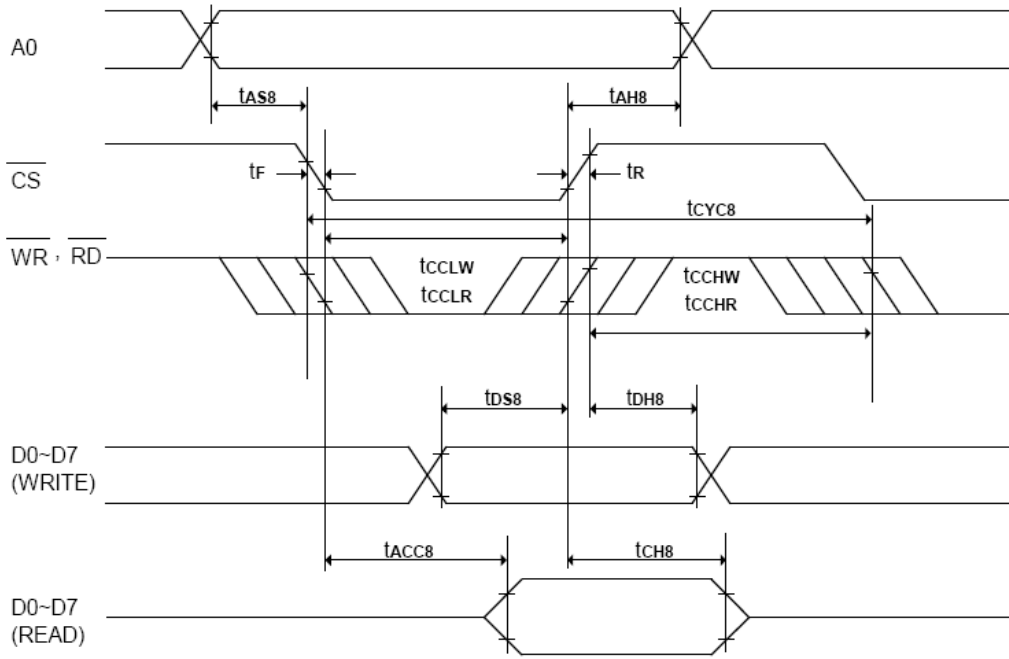 A0
tAS8
tAH8
CS
tF
tR
tCYC8
WR , RD
tCCLW
tCCHW
tCCLR
tCCHR
tDS8
tDH8
D0~D7
(WRITE)
tACC8
tCH8
D0~D7
(READ)